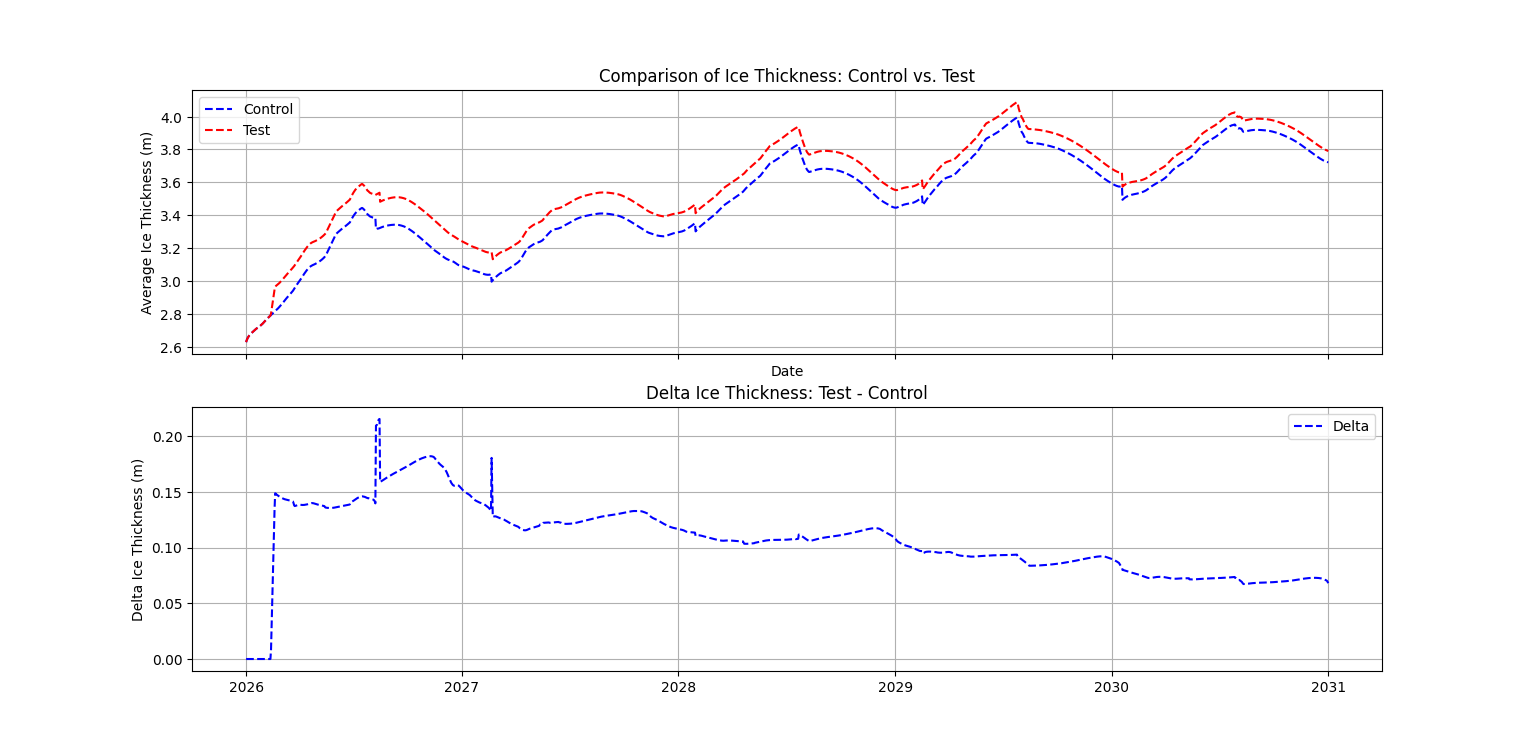 Comparison of Ice Thickness: Control vs. Test
Average Ice Thickness (m)
4.0
3.8
3.6
3.4
3.2
3.0
2.8
2.6
Control
Test
Date
Delta Ice Thickness: Test - Control
Delta Ice Thickness (m)
0.20
0.15
0.10
0.05
0.00
Delta
2026 2027 2028 2029 2030 2031